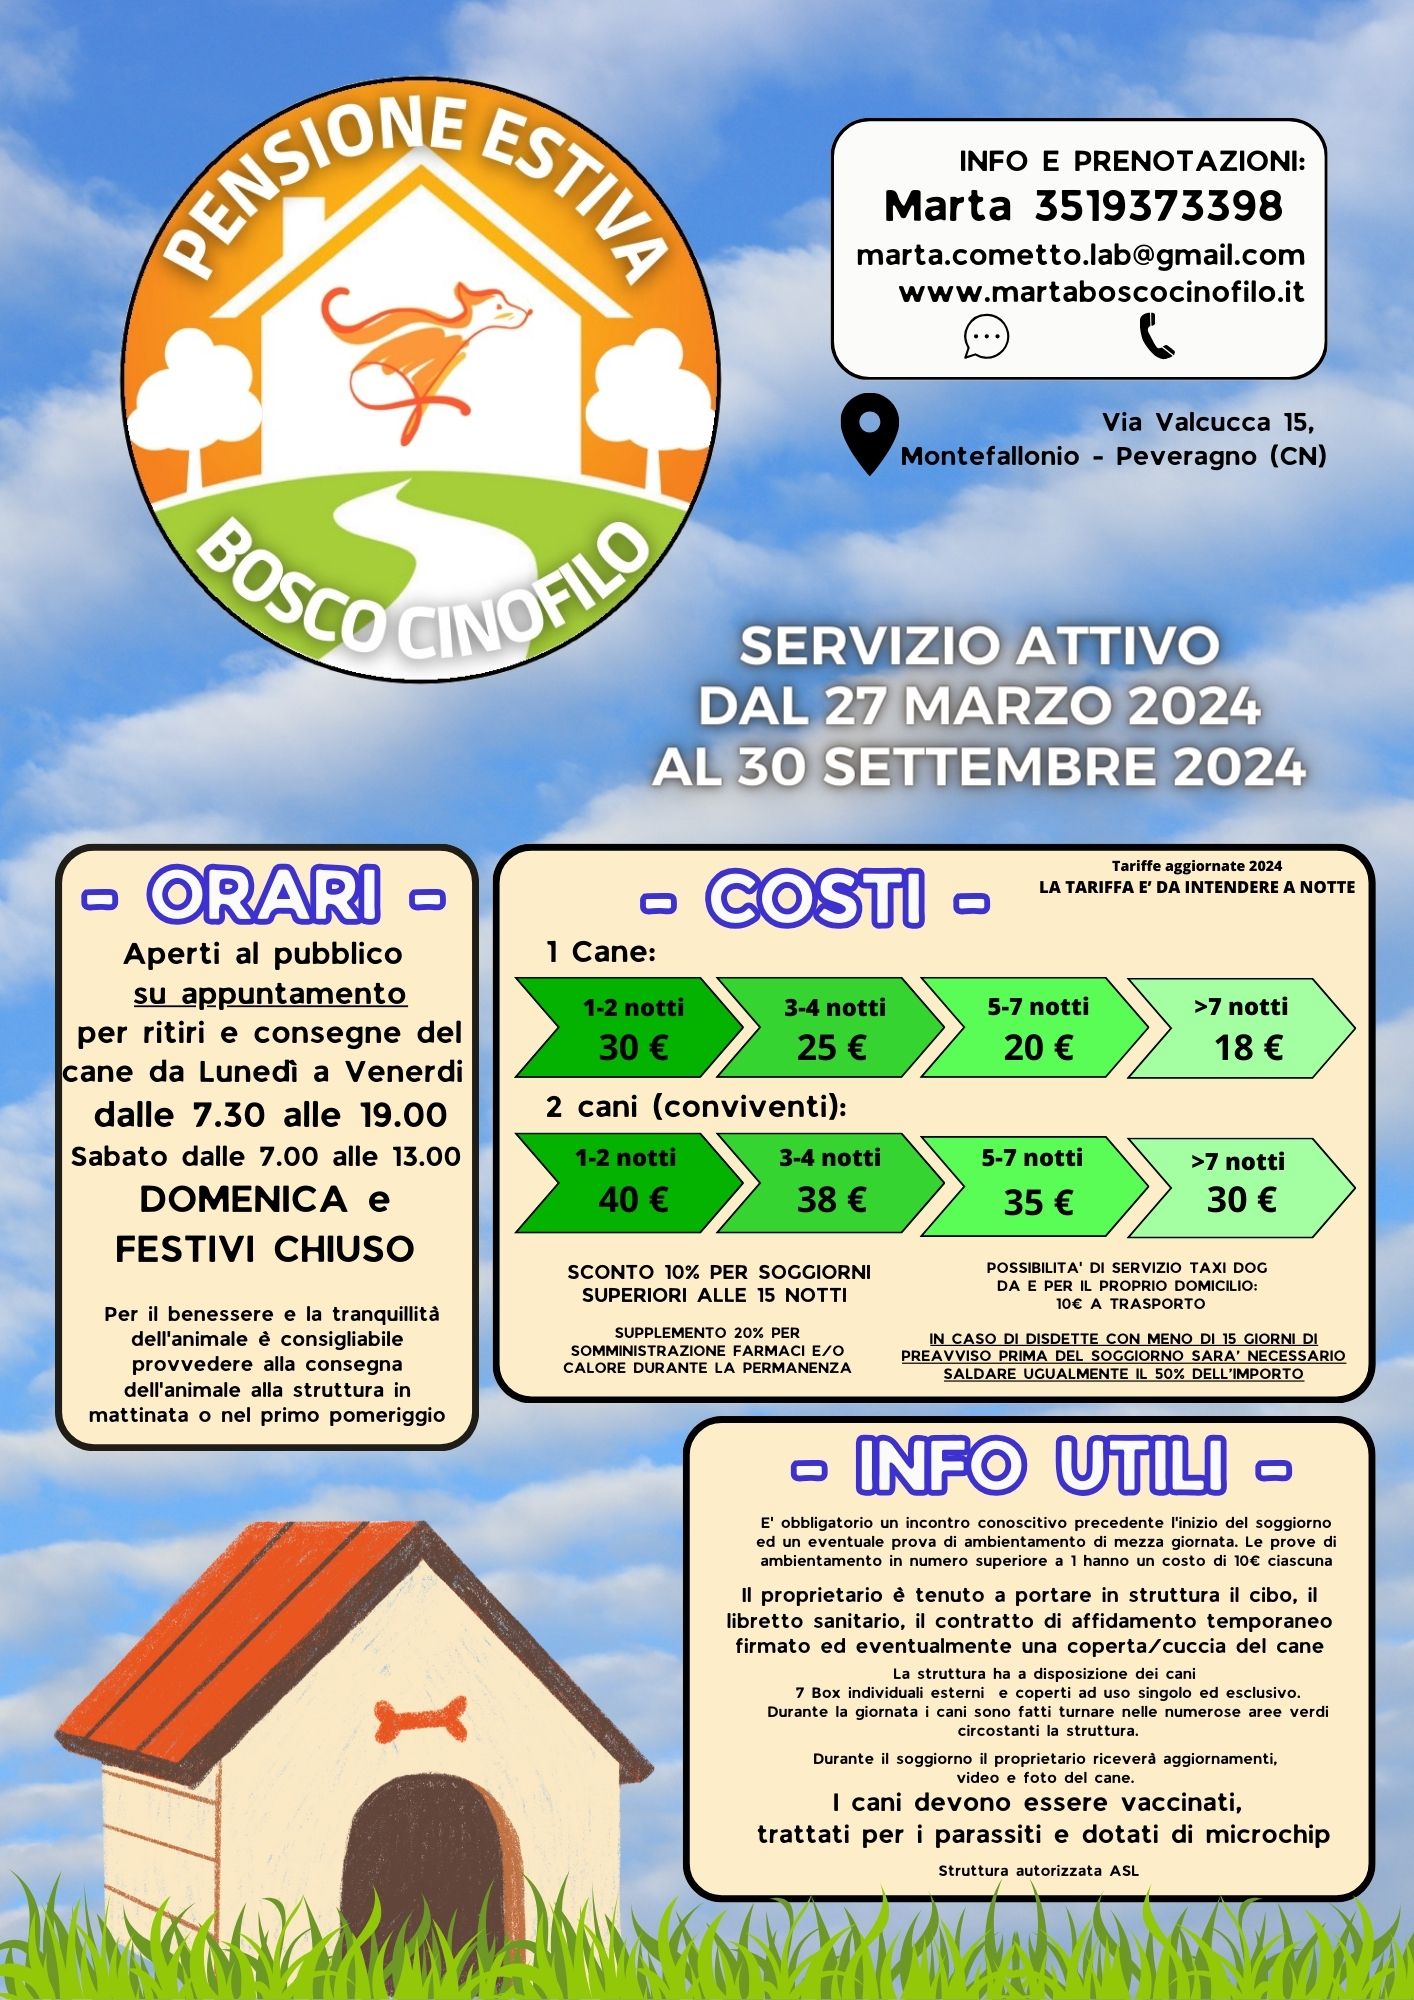 PENSIONE ESTIVA
BOSCO CINOFILO
INFO E PRENOTAZIONI:
Marta 3519373398
marta.cometto.lab@gmail.com
www.martaboscocinofilo.it
Via Valcucca 15,
Montefallonio - Peveragno (CN)
SERVIZIO ATTIVO
DAL 27 MARZO 2024
AL 30 SETTEMBRE 2024
- ORARI -
Aperti al pubblico
su appuntamento
per ritiri e consegne del
cane da Lunedì a Venerdi
dalle 7.30 alle 19.00
Sabato dalle 7.00 alle 13.00
DOMENICA e
FESTIVI CHIUSO
Per il benessere e la tranquillità
dell'animale è consigliabile
provvedere alla consegna
dell'animale alla struttura in
mattinata o nel primo pomeriggio
- COSTI -
Tariffe aggiornate 2024
LA TARIFFA E’ DA INTENDERE A NOTTE
1 Cane:
1-2 notti 3-4 notti 5-7 notti >7 notti
30 € 25 € 20 € 18 €
2 cani (conviventi):
1-2 notti 3-4 notti 5-7 notti >7 notti
40 € 38 € 35 € 30 €
SCONTO 10% PER SOGGIORNI
SUPERIORI ALLE 15 NOTTI
SUPPLEMENTO 20% PER
SOMMINISTRAZIONE FARMACI E/O
CALORE DURANTE LA PERMANENZA
POSSIBILITA' DI SERVIZIO TAXI DOG
DA E PER IL PROPRIO DOMICILIO:
10€ A TRASPORTO
IN CASO DI DISDETTE CON MENO DI 15 GIORNI DI
PREAVVISO PRIMA DEL SOGGIORNO SARA’ NECESSARIO
SALDARE UGUALMENTE IL 50% DELL’IMPORTO
- INFO UTILI -
E' obbligatorio un incontro conoscitivo precedente l'inizio del soggiorno
ed un eventuale prova di ambientamento di mezza giornata. Le prove di
ambientamento in numero superiore a 1 hanno un costo di 10€ ciascuna
Il proprietario è tenuto a portare in struttura il cibo, il
libretto sanitario, il contratto di affidamento temporaneo
firmato ed eventualmente una coperta/cuccia del cane
La struttura ha a disposizione dei cani
7 Box individuali esterni e coperti ad uso singolo ed esclusivo.
Durante la giornata i cani sono fatti turnare nelle numerose aree verdi
circostanti la struttura.
Durante il soggiorno il proprietario riceverà aggiornamenti,
video e foto del cane.
I cani devono essere vaccinati,
trattati per i parassiti e dotati di microchip
Struttura autorizzata ASL